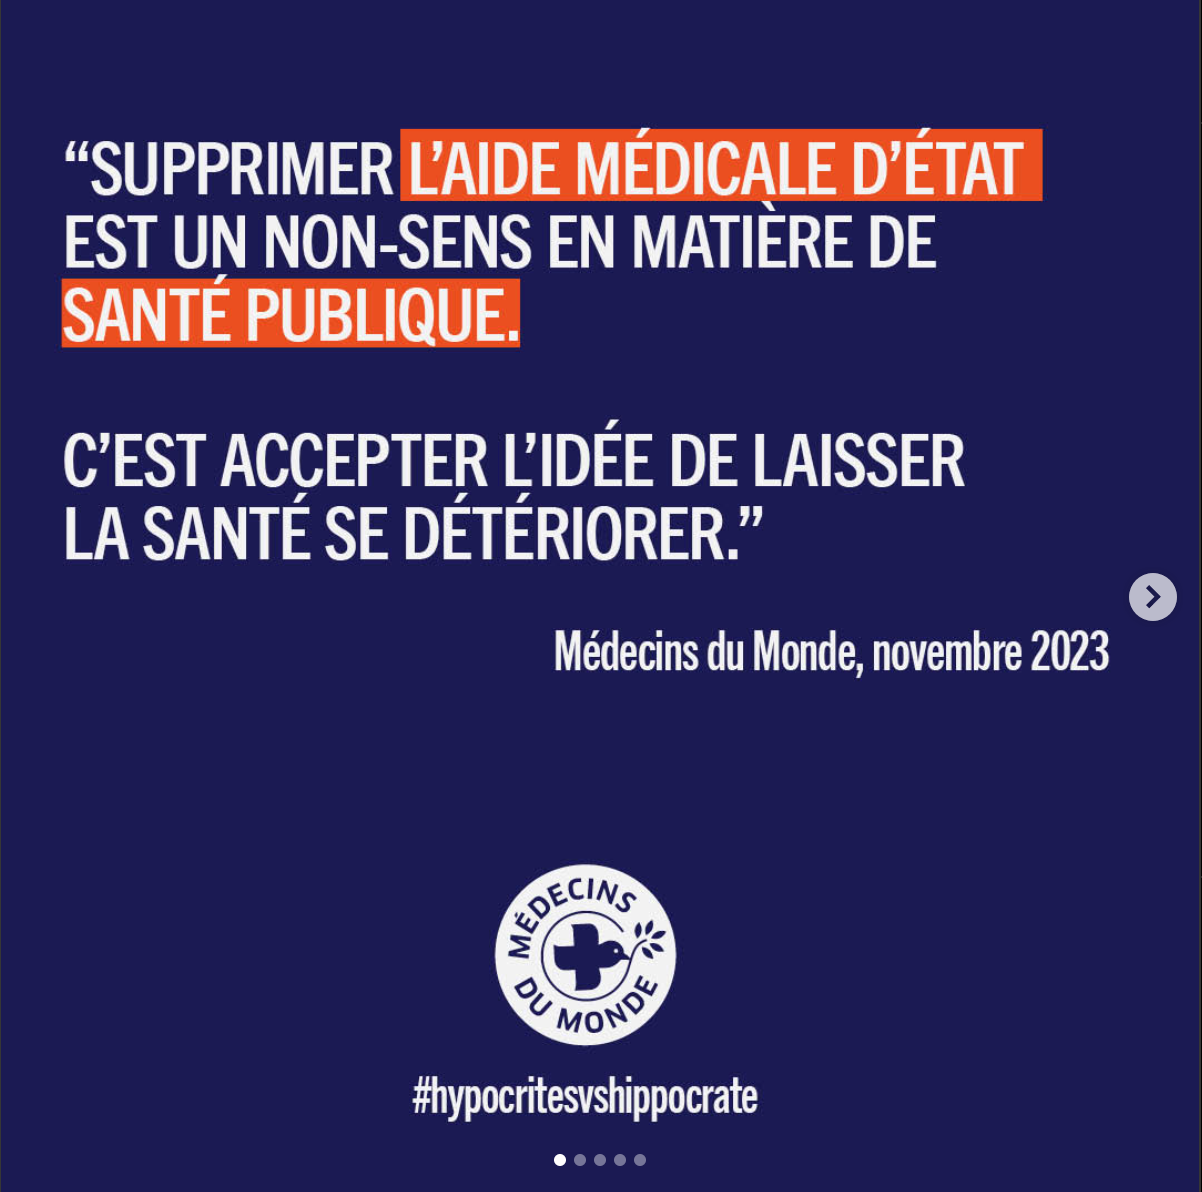 “SUPPRIMER L’AIDE MÉDICALE D’ÉTAT
EST UN NON-SENS EN MATIÈRE DE
SANTÉ PUBLIQUE.
C’EST ACCEPTER L’IDÉE DE LAISSER
LA SANTÉ SE DÉTÉRIORER.”
Médecins du Monde, novembre 2023
MÉDECINS
DU MONDE
#hypocritesvshippocrate